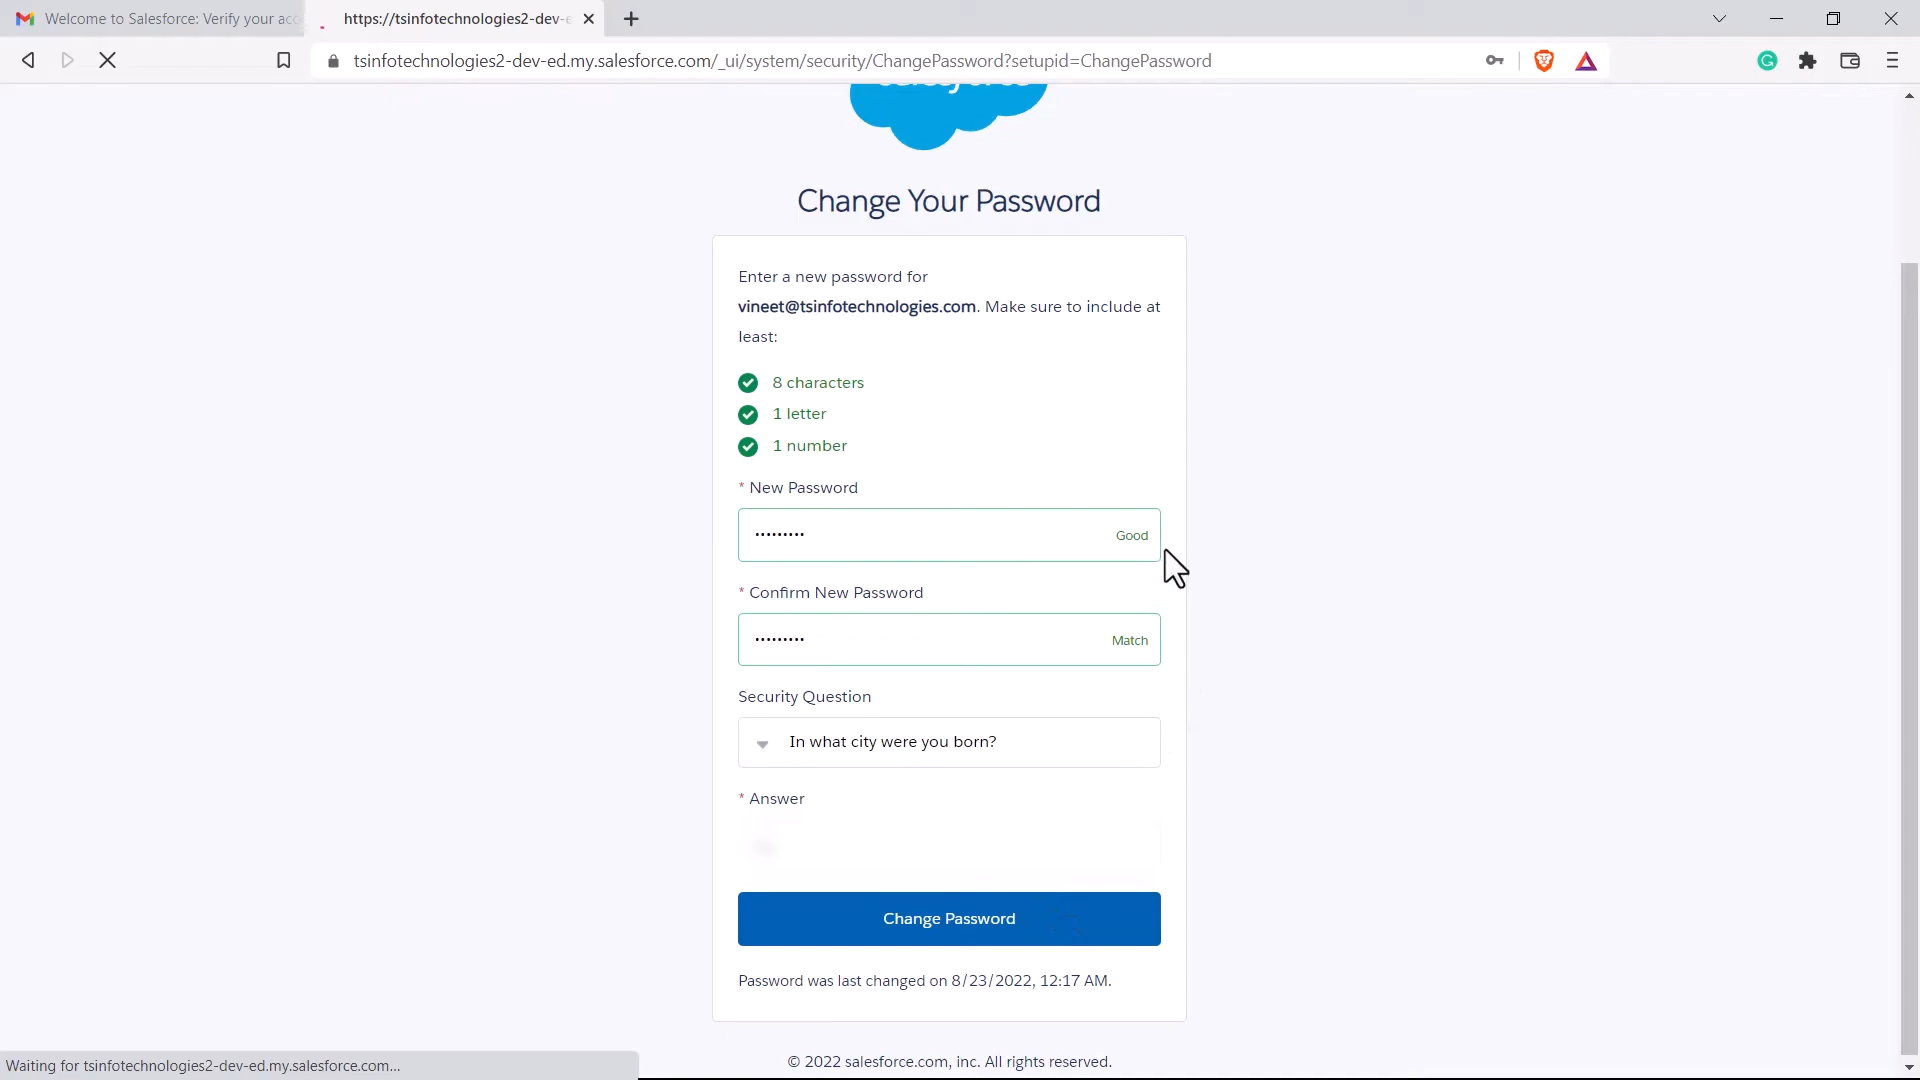 Welcome to Salesforce: Verify your acc
https://tsinfotechnologies2-dev-e
tsinfotechnologies2-dev-ed.my.salesforce.com/_ui/system/security/ChangePassword?setupid=ChangePassword
Change Your Password
Enter a new password for
vineet@tsinfotechnologies.com. Make sure to include at
least:
8 characters
1 letter
1 number
* New Password
••••••••• Good
* Confirm New Password
••••••••• Match
Security Question
In what city were you born?
* Answer
Change Password
Password was last changed on 8/23/2022, 12:17 AM.
Waiting for tsinfotechnologies2-dev-ed.my.salesforce.com...
© 2022 salesforce.com, inc. All rights reserved.